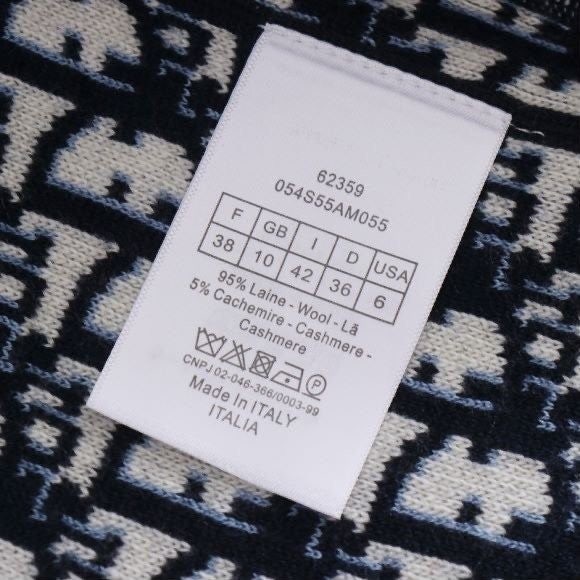 62359
054S55AM055
F GB I D USA
38 10 42 36 6
95% Laine - Wool - Lã
5% Cachemire - Cashmere -
Cashmere
P
CNPJ 02-046-366/0003-99
Made In ITALY
ITALIA